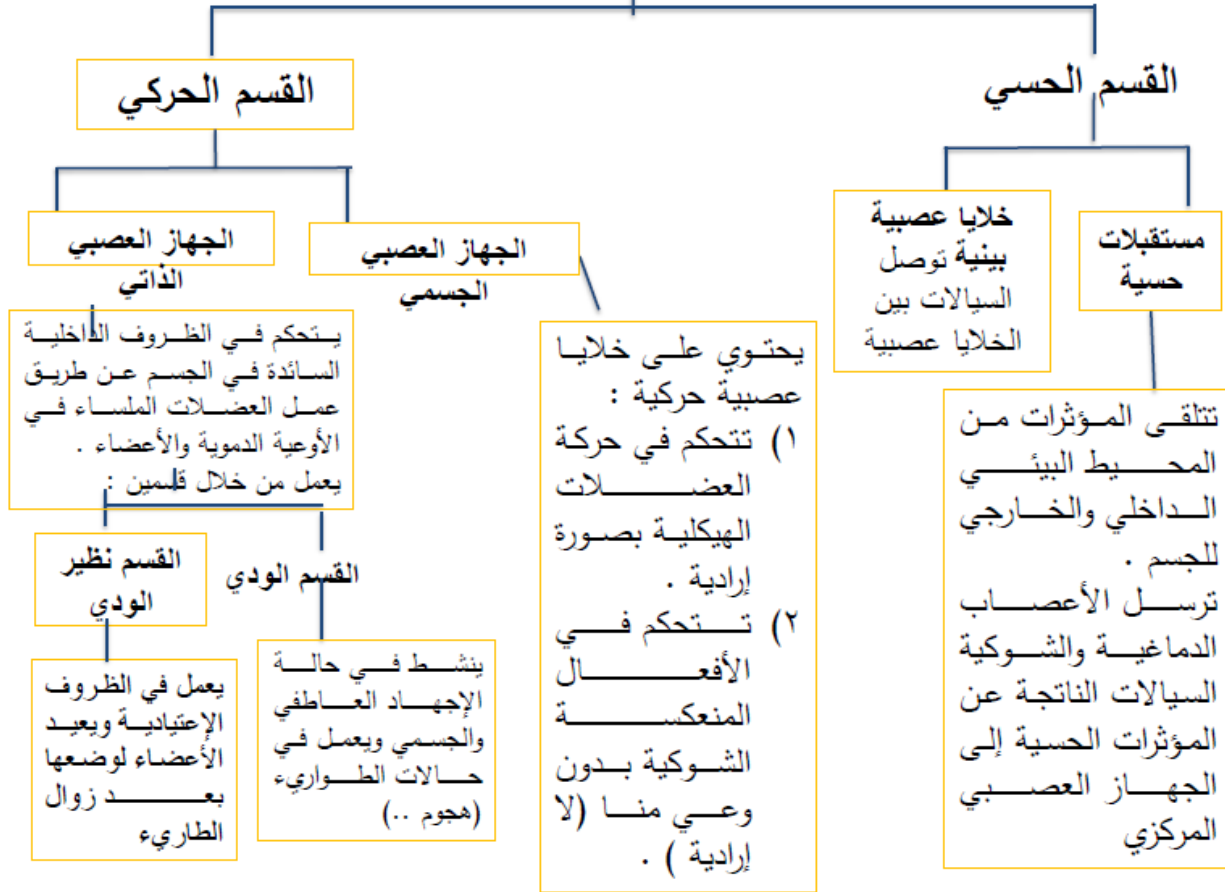 القسم الحسي
القسم الحركي
مستقبلات
حسية
خلايا عصبية
بينية توصل
السيالات بين
الخلايا عصبية
تتلقى المؤثرات من
المحيط البيئي
الداخلي والخارجي
للجسم .
ترسل الأعصاب
الدماغية والشوكية
السيالات الناتجة عن
المؤثرات الحسية إلى
الجهاز العصبي
المركزي
الجهاز العصبي
الجسمي
يحتوي على خلايا
عصبية حركية :
١) تتحكم في حركة
العضلات
الهيكلية بصورة
إرادية .
٢) تتحكم في
الأفعال
المنعكسة
الشوكية بدون
وعي منا (لا
إرادية ) .
الجهاز العصبي
الذاتي
يتحكم في الظروف الداخلية
السائدة في الجسم عن طريق
عمل العضلات الملساء في
الأوعية الدموية والأعضاء .
يعمل من خلال قسمين :
القسم الودي
ينشط في حالة
الإجهاد العاطفي
والجسمي ويعمل في
حالات الطواريء
(هجوم ..)
القسم نظير
الودي
يعمل في الظروف
الإعتيادية ويعيد
الأعضاء لوضعها
بعد زوال
الطاريء